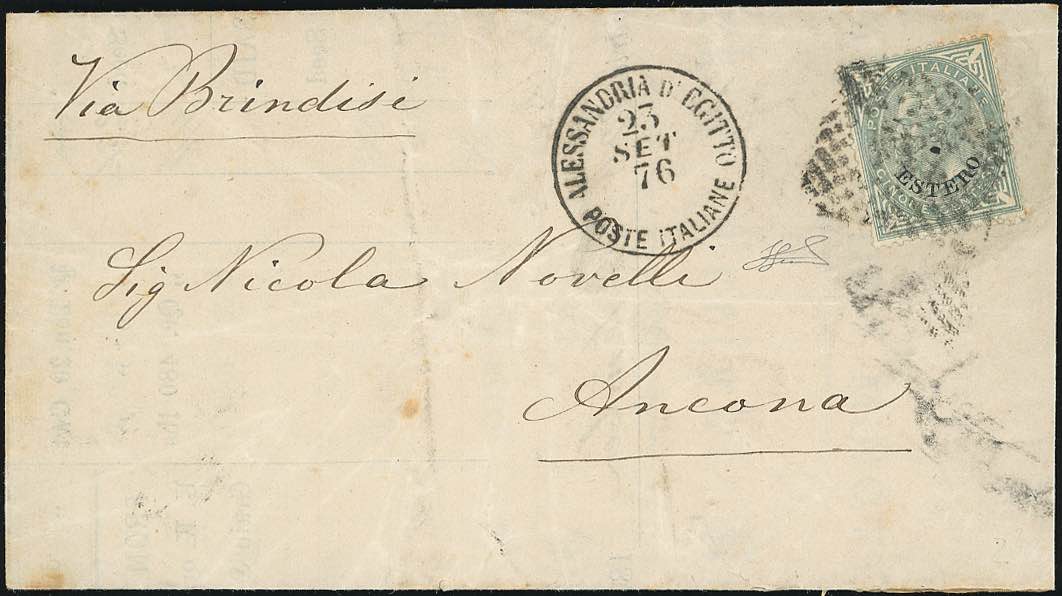 Via Brindisi
ALESSANDRIA D'EGITTO
23
SET
76
POSTE ITALIANE
POSTE ITALIANE
ESTERO
Sig Nicola Novelli
Ancona